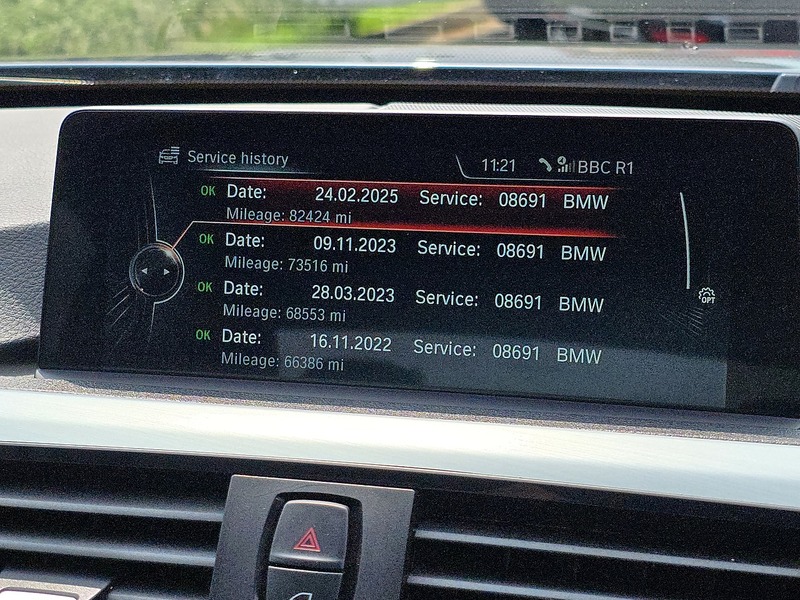 Service history 11:21 BBC R1
OK Date: 24.02.2025 Service: 08691 BMW
Mileage: 82424 mi
OK Date: 09.11.2023 Service: 08691 BMW
Mileage: 73516 mi
OK Date: 28.03.2023 Service: 08691 BMW
Mileage: 68553 mi
OPT
OK Date: 16.11.2022 Service: 08691 BMW
Mileage: 66386 mi